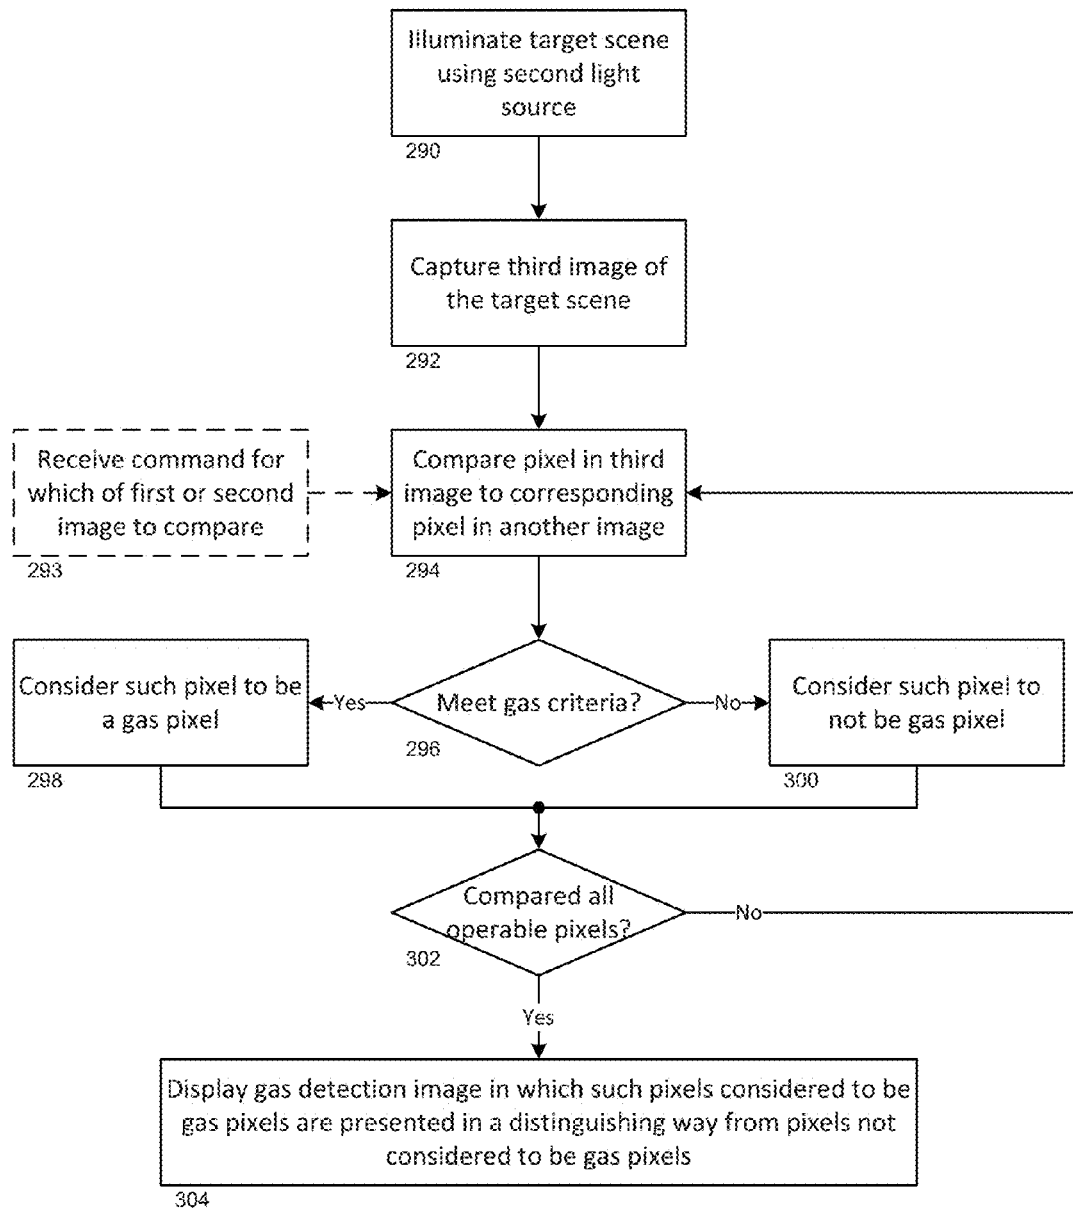 Illuminate target scene
using second light
source
290
Capture third image of
the target scene
292
Receive command for
which of first or second
image to compare
293
Compare pixel in third
image to corresponding
pixel in another image
294
Consider such pixel to be
a gas pixel
298
Yes
Meet gas criteria?
296
No
Consider such pixel to
not be gas pixel
300
Compared all
operable pixels?
302
No
Yes
Display gas detection image in which such pixels considered to be
gas pixels are presented in a distinguishing way from pixels not
considered to be gas pixels
304